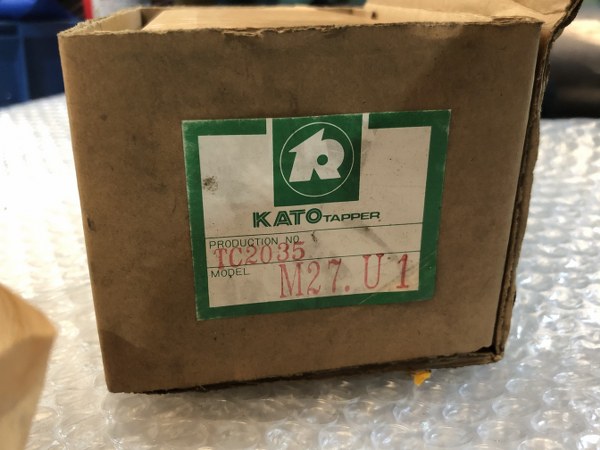 KATO TAPPER
PRODUCTION NO.
TC2035
MODEL
M27. U1